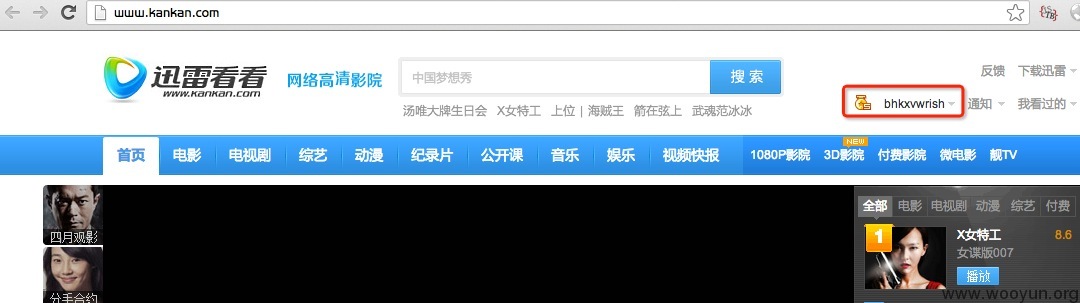 www.kankan.com
迅雷看看
www.kankan.com
网络高清影院
中国梦想秀
搜 索
反馈 下载迅雷
汤唯大牌生日会 X女特工 上位 | 海贼王 箭在弦上 武魂范冰冰
bhkxvwrish 通知 我看过的
首页 电影 电视剧 综艺 动漫 纪录片 公开课 音乐 娱乐 视频快报 1080P影院 3D影院 付费影院 微电影 靓TV
NEW
四月观影
分手合约
全部 电影 电视剧 动漫 综艺 付费
1
X女特工 8.6
女谍版007
播放
www.wooyun.org